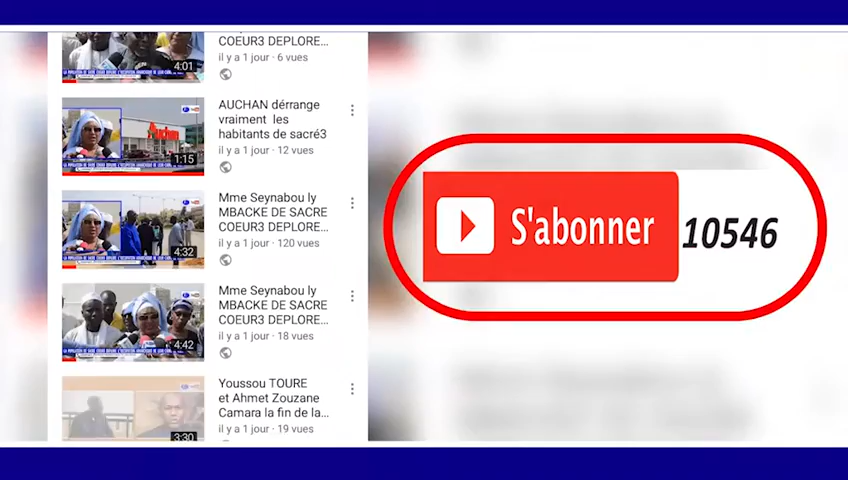 COEUR3 DEPLORE...
il y a 1 jour · 6 vues
4:01
AUCHAN dérrange
vraiment les
habitants de sacré3
il y a 1 jour · 12 vues
Auchan
1:15
Mme Seynabou ly
MBACKE DE SACRE
COEUR3 DEPLORE...
il y a 1 jour · 120 vues
4:32
Mme Seynabou ly
MBACKE DE SACRE
COEUR3 DEPLORE...
il y a 1 jour · 18 vues
4:42
Youssou TOURE
et Ahmet Zouzane
Camara la fin de la...
il y a 1 jour · 19 vues
3:30
S'abonner
10546